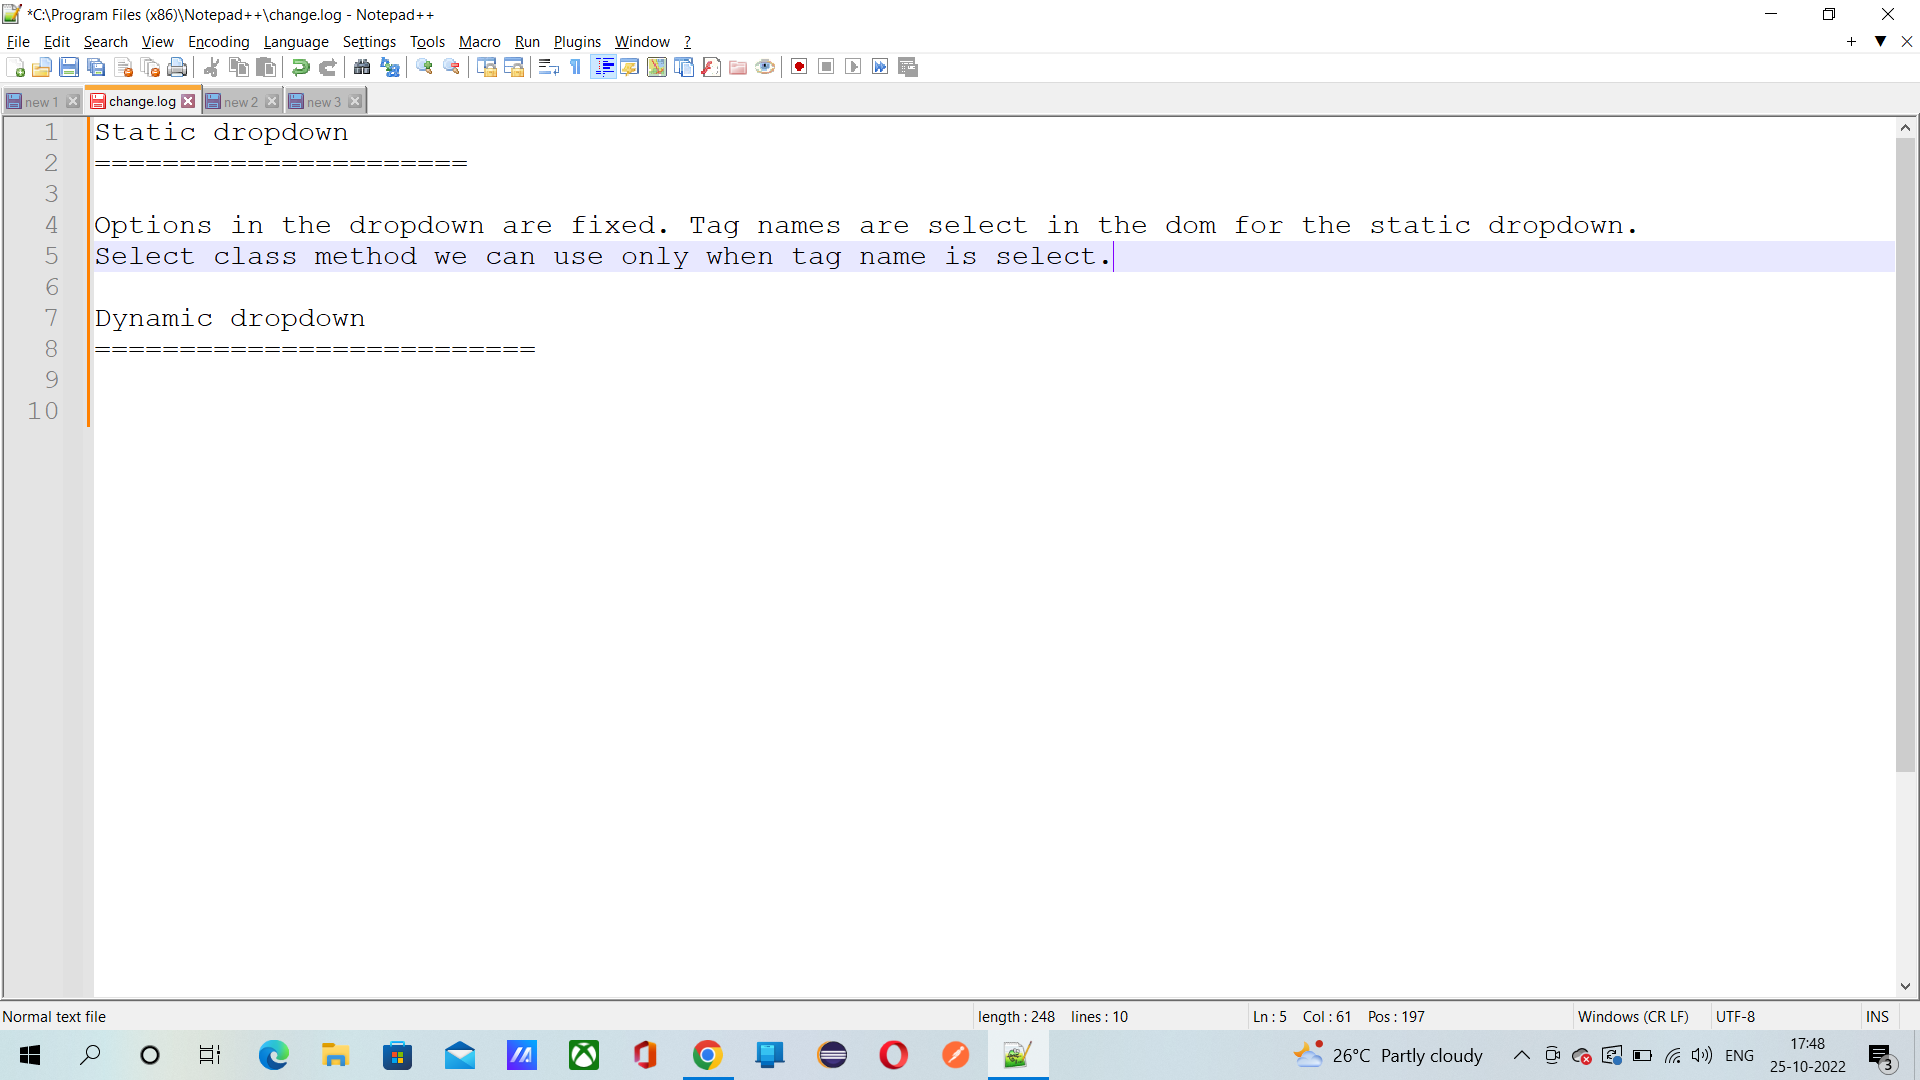 *C:\Program Files (x86)\Notepad++\change.log - Notepad++
File Edit Search View Encoding Language Settings Tools Macro Run Plugins Window ?
new 1 change.log new 2 new 3
1 Static dropdown
2 ======================
3
4 Options in the dropdown are fixed. Tag names are select in the dom for the static dropdown.
5 Select class method we can use only when tag name is select.
6
7 Dynamic dropdown
8 ==========================
9
10
Normal text file length : 248 lines : 10 Ln : 5 Col : 61 Pos : 197 Windows (CR LF) UTF-8 INS
26°C Partly cloudy ENG 17:48
25-10-2022 3